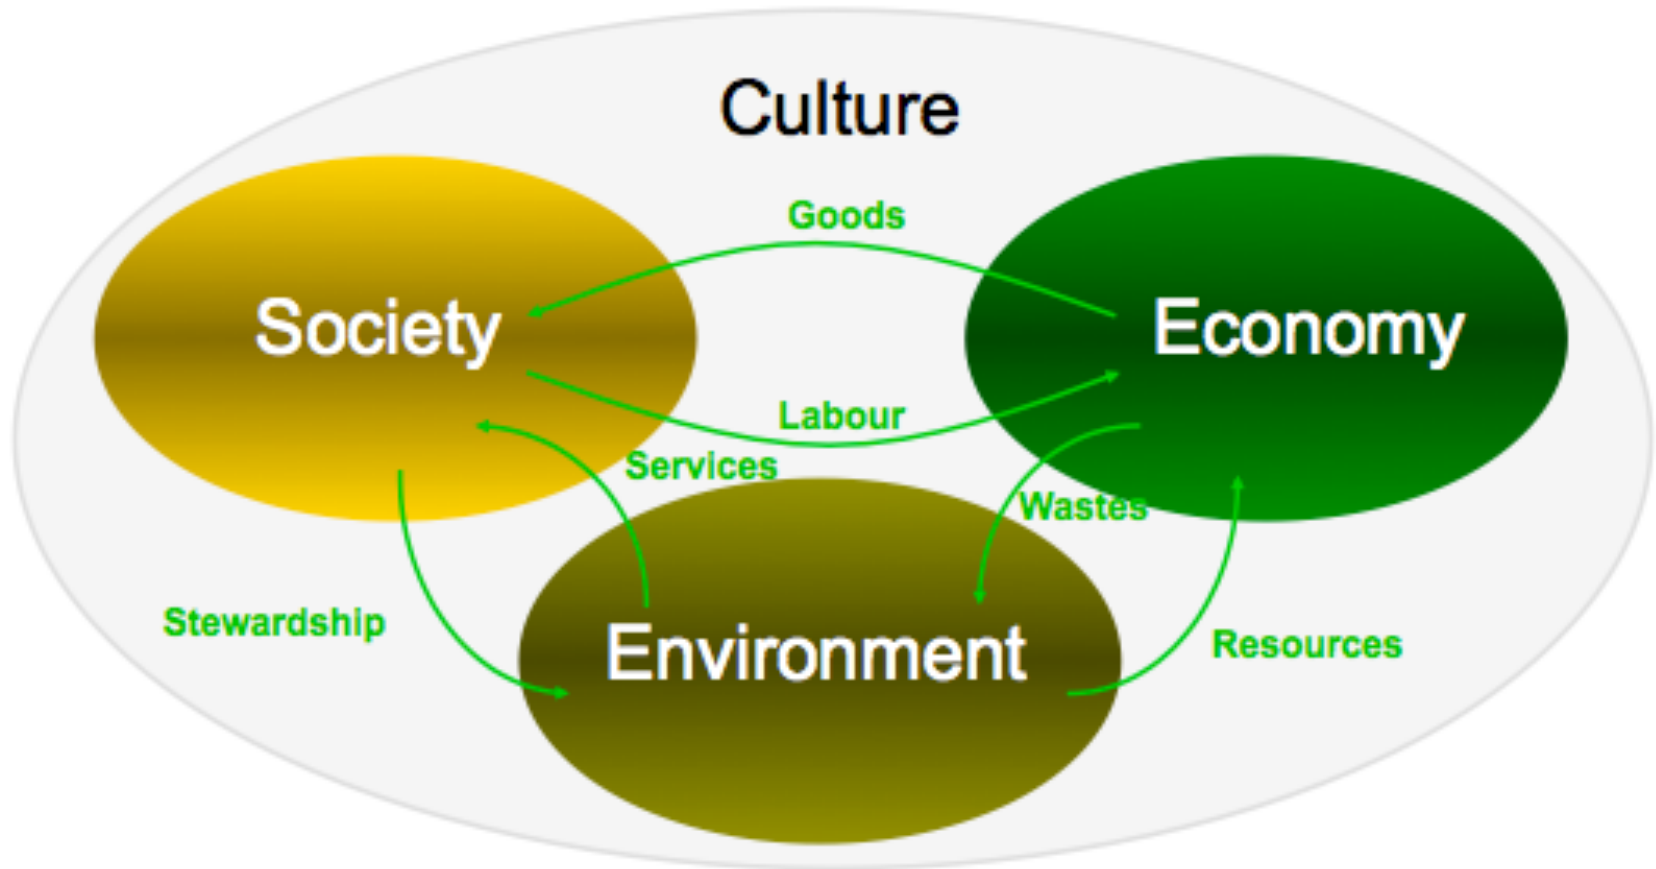 Culture
Goods
Society
Economy
Labour
Services
Wastes
Stewardship
Environment
Resources